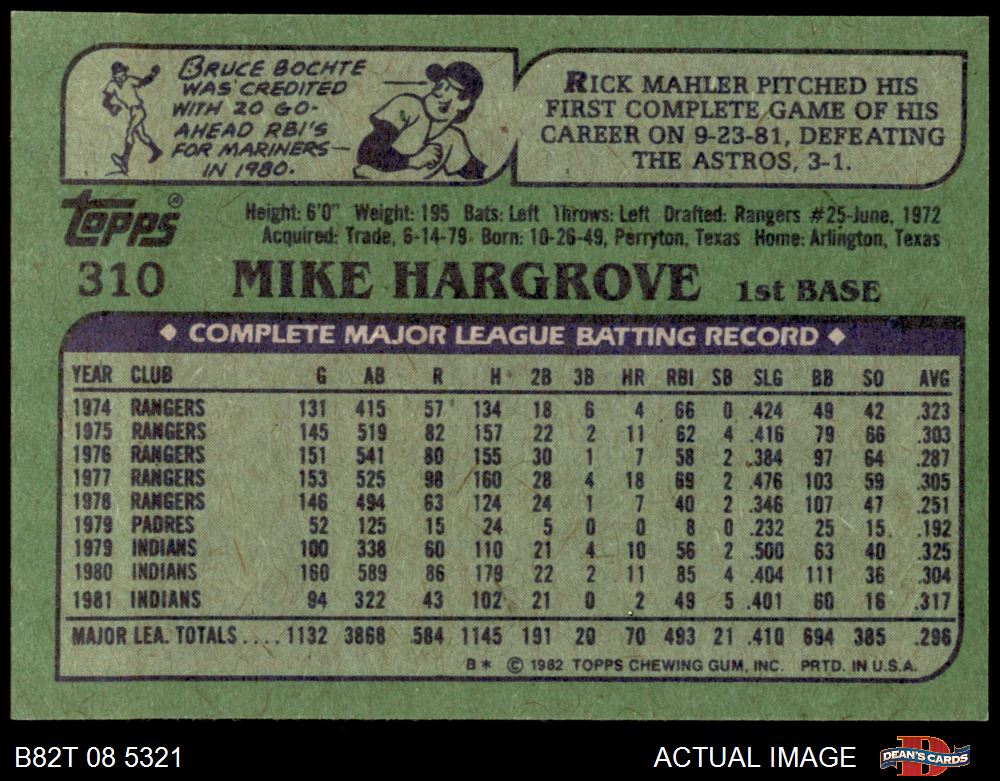 BRUCE BOCHTE
WAS CREDITED
WITH 20 GO-
AHEAD RBI'S
FOR MARINERS—
IN 1980.
RICK MAHLER PITCHED HIS
FIRST COMPLETE GAME OF HIS
CAREER ON 9-23-81, DEFEATING
THE ASTROS, 3-1.
topps®
Height: 6'0" Weight: 195 Bats: Left Throws: Left Drafted: Rangers #25-June, 1972
Acquired: Trade, 6-14-79 Born: 10-26-49, Perryton, Texas Home: Arlington, Texas
310 MIKE HARGROVE 1st BASE
◆ COMPLETE MAJOR LEAGUE BATTING RECORD ◆
YEAR CLUB G AB R H 2B 3B HR RBI SB SLG BB SO AVG
1974 RANGERS 131 415 57 134 18 6 4 66 0 .424 49 42 .323
1975 RANGERS 145 519 82 157 22 2 11 62 4 .416 79 66 .303
1976 RANGERS 151 541 80 155 30 1 7 58 2 .384 97 64 .287
1977 RANGERS 153 525 98 160 28 4 18 69 2 .476 103 59 .305
1978 RANGERS 146 494 63 124 24 1 7 40 2 .346 107 47 .251
1979 PADRES 52 125 15 24 5 0 0 8 0 .232 25 15 .192
1979 INDIANS 100 338 60 110 21 4 10 56 2 .500 63 40 .325
1980 INDIANS 160 589 86 179 22 2 11 85 4 .404 111 36 .304
1981 INDIANS 94 322 43 102 21 0 2 49 5 .401 60 16 .317
MAJOR LEA. TOTALS .... 1132 3868 584 1145 191 20 70 493 21 .410 694 385 .296
B* © 1982 TOPPS CHEWING GUM, INC. PRTD. IN U.S.A.
B82T 08 5321 ACTUAL IMAGE D DEAN'S CARDS